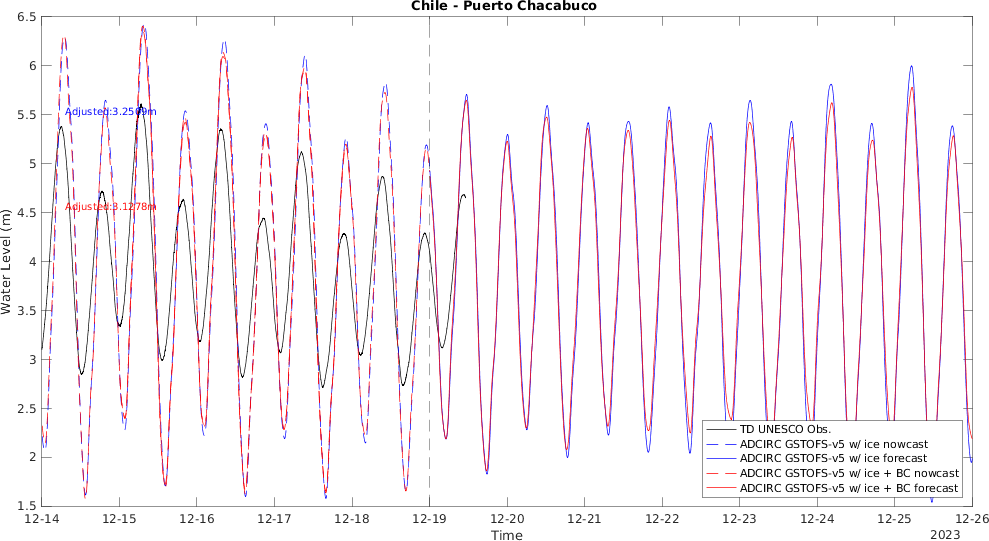 Chile - Puerto Chacabuco
6.5
6
5.5
5
4.5
4
3.5
3
2.5
2
1.5
Water Level (m)
Adjusted:3.2509m
Adjusted:3.1278m
TD UNESCO Obs.
ADCIRC GSTOFS-v5 w/ ice nowcast
ADCIRC GSTOFS-v5 w/ ice forecast
ADCIRC GSTOFS-v5 w/ ice + BC nowcast
ADCIRC GSTOFS-v5 w/ ice + BC forecast
12-14
12-15
12-16
12-17
12-18
12-19
12-20
12-21
12-22
12-23
12-24
12-25
12-26
Time
2023